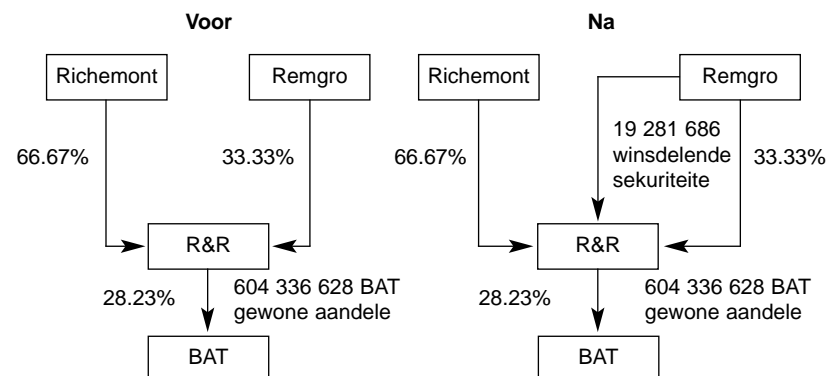 Voor
Richemont
Remgro
66.67%
33.33%
R&R
28.23%
604 336 628 BAT
gewone aandele
BAT
Na
Richemont
Remgro
66.67%
19 281 686
winsdelende
sekuriteite
33.33%
R&R
28.23%
604 336 628 BAT
gewone aandele
BAT